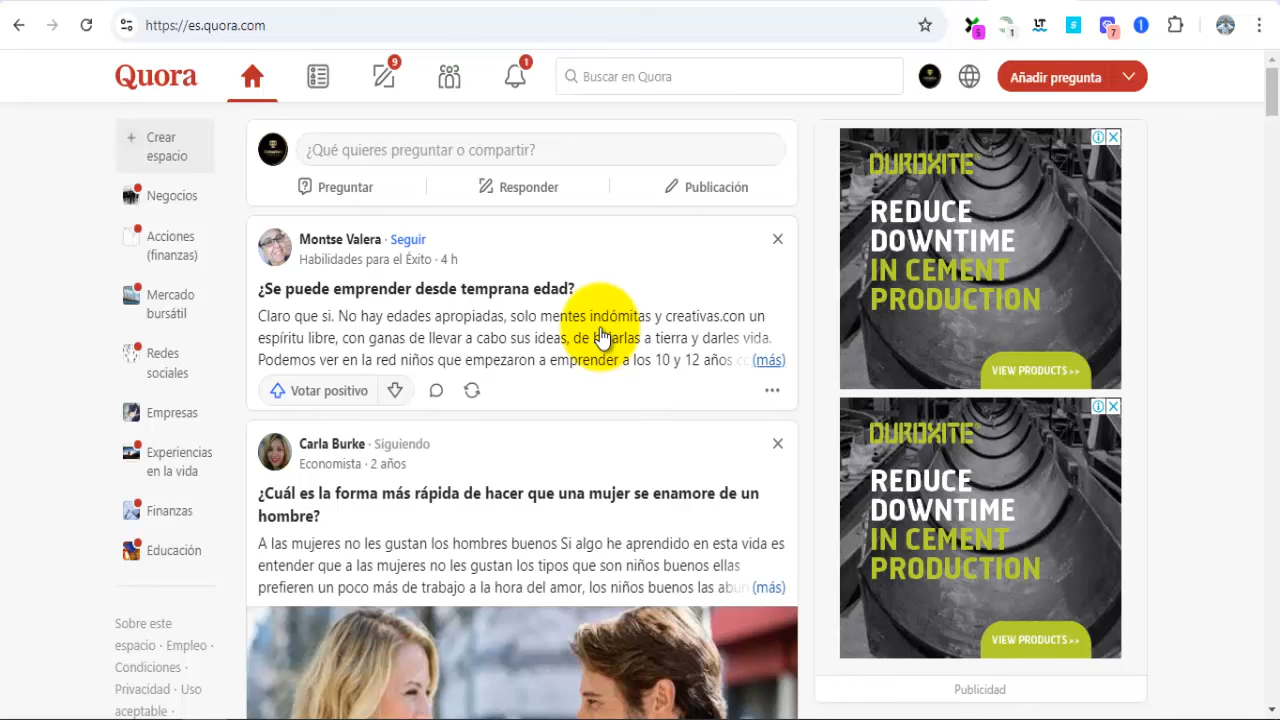 https://es.quora.com
5
1
LT
S
7
Quora
9
1
Buscar en Quora
Añadir pregunta
+ Crear
espacio
Negocios
Acciones
(finanzas)
Mercado
bursátil
Redes
sociales
Empresas
Experiencias
en la vida
Finanzas
Educación
Sobre este
espacio · Empleo ·
Condiciones ·
Privacidad · Uso
aceptable ·
¿Qué quieres preguntar o compartir?
Preguntar
Responder
Publicación
Montse Valera · Seguir
Habilidades para el Éxito · 4 h
¿Se puede emprender desde temprana edad?
Claro que si. No hay edades apropiadas, solo mentes indómitas y creativas.con un
espíritu libre, con ganas de llevar a cabo sus ideas, de a tierra y darles vida.
Podemos ver en la red niños que empezaron a emprender a los 10 y 12 años (más)
Votar positivo
Carla Burke · Siguiendo
Economista · 2 años
¿Cuál es la forma más rápida de hacer que una mujer se enamore de un
hombre?
A las mujeres no les gustan los hombres buenos Si algo he aprendido en esta vida es
entender que a las mujeres no les gustan los tipos que son niños buenos ellas
prefieren un poco más de trabajo a la hora del amor, los niños buenos las (más)
DUROXITE
REDUCE
DOWNTIME
IN CEMENT
PRODUCTION
VIEW PRODUCTS >>
DUROXITE
REDUCE
DOWNTIME
IN CEMENT
PRODUCTION
VIEW PRODUCTS >>
Publicidad